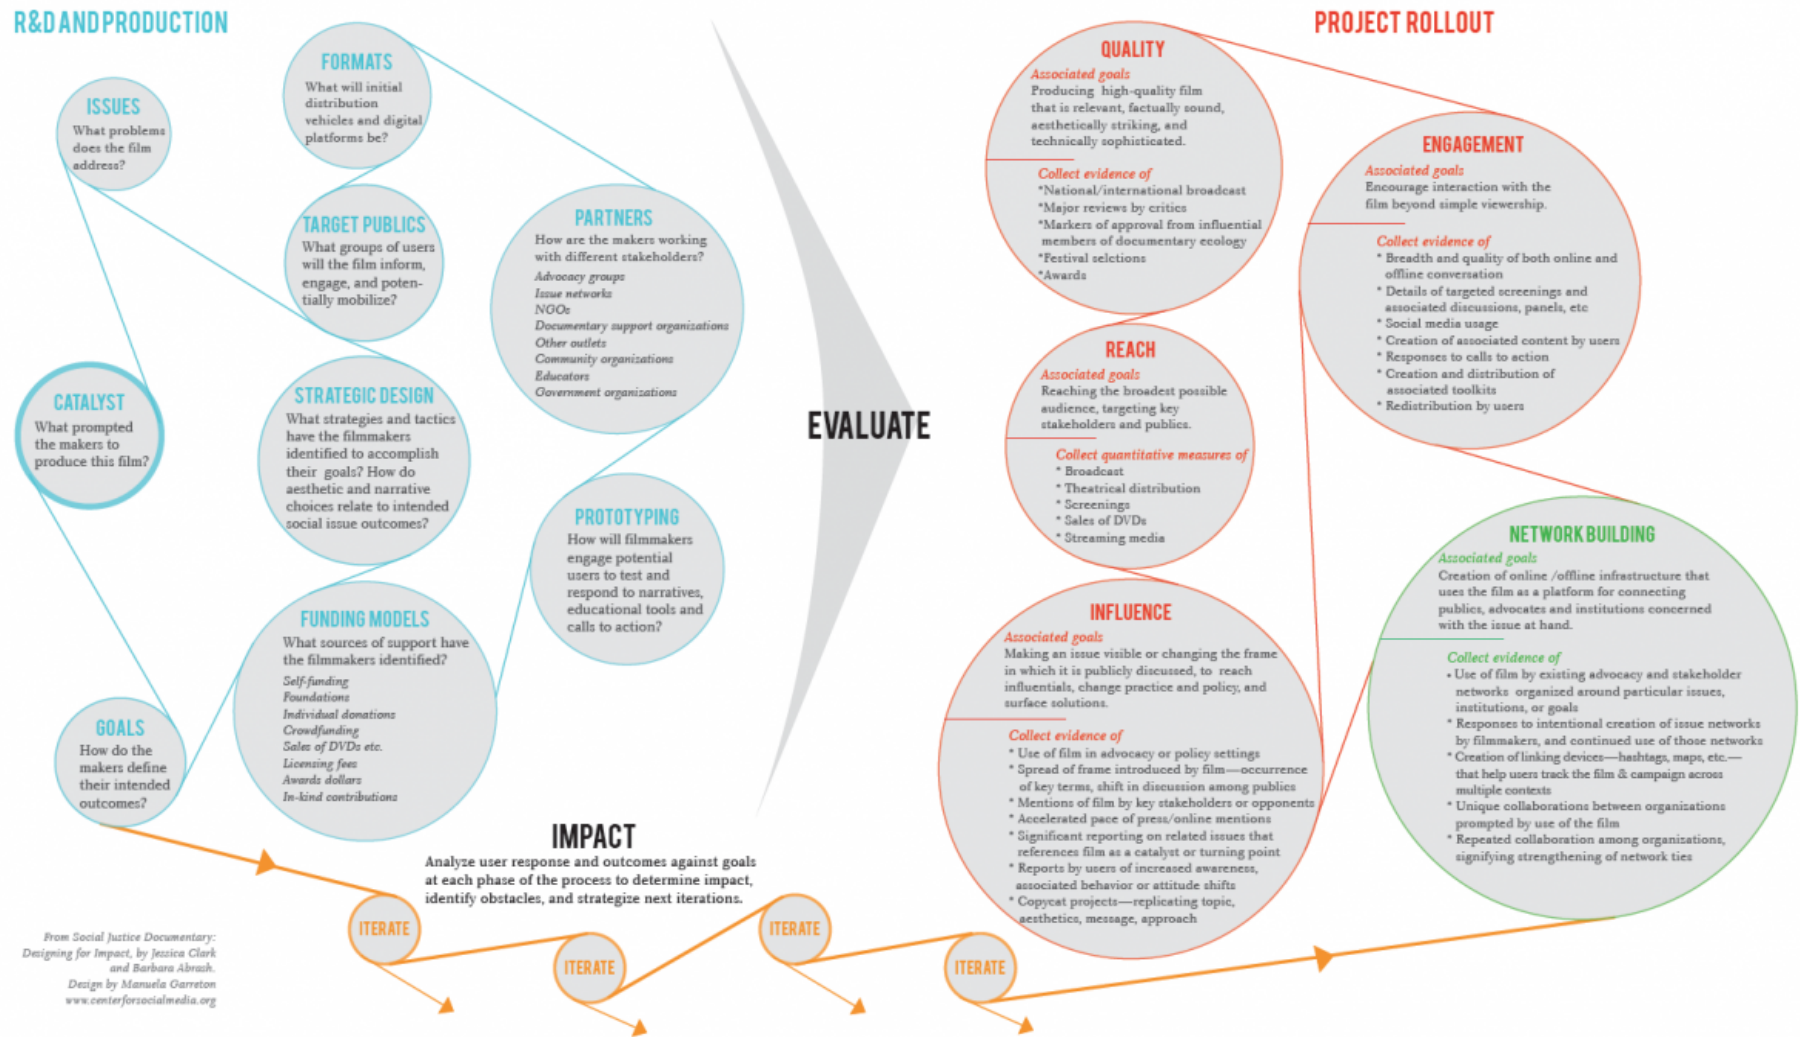 R&D AND PRODUCTION
ISSUES
What problems
does the film
address?
FORMATS
What will initial
distribution
vehicles and digital
platforms be?
TARGET PUBLICS
What groups of users
will the film inform,
engage, and poten-
tially mobilize?
PARTNERS
How are the makers working
with different stakeholders?
Advocacy groups
Issue networks
NGOs
Documentary support organizations
Other outlets
Community organizations
Educators
Government organizations
CATALYST
What prompted
the makers to
produce this film?
STRATEGIC DESIGN
What strategies and tactics
have the filmmakers
identified to accomplish
their goals? How do
aesthetic and narrative
choices relate to intended
social issue outcomes?
PROTOTYPING
How will filmmakers
engage potential
users to test and
respond to narratives,
educational tools and
calls to action?
FUNDING MODELS
What sources of support have
the filmmakers identified?
Self-funding
Foundations
Individual donations
Crowdfunding
Sales of DVDs etc.
Licensing fees
Awards dollars
In-kind contributions
GOALS
How do the
makers define
their intended
outcomes?
EVALUATE
PROJECT ROLLOUT
QUALITY
Associated goals
Producing high-quality film
that is relevant, factually sound,
aesthetically striking, and
technically sophisticated.
Collect evidence of
*National/international broadcast
*Major reviews by critics
*Markers of approval from influential
members of documentary ecology
*Festival selctions
*Awards
ENGAGEMENT
Associated goals
Encourage interaction with the
film beyond simple viewership.
Collect evidence of
* Breadth and quality of both online and
offline conversation
* Details of targeted screenings and
associated discussions, panels, etc
* Social media usage
* Creation of associated content by users
* Responses to calls to action
* Creation and distribution of
associated toolkits
* Redistribution by users
REACH
Associated goals
Reaching the broadest possible
audience, targeting key
stakeholders and publics.
Collect quantitative measures of
* Broadcast
* Theatrical distribution
* Screenings
* Sales of DVDs
* Streaming media
INFLUENCE
Associated goals
Making an issue visible or changing the frame
in which it is publicly discussed, to reach
influentials, change practice and policy, and
surface solutions.
Collect evidence of
* Use of film in advocacy or policy settings
* Spread of frame introduced by film—occurrence
of key terms, shift in discussion among publics
* Mentions of film by key stakeholders or opponents
* Accelerated pace of press/online mentions
* Significant reporting on related issues that
references film as a catalyst or turning point
* Reports by users of increased awareness,
associated behavior or attitude shifts
* Copycat projects—replicating topic,
aesthetics, message, approach
NETWORK BUILDING
Associated goals
Creation of online /offline infrastructure that
uses the film as a platform for connecting
publics, advocates and institutions concerned
with the issue at hand.
Collect evidence of
• Use of film by existing advocacy and stakeholder
networks organized around particular issues,
institutions, or goals
* Responses to intentional creation of issue networks
by filmmakers, and continued use of those networks
* Creation of linking devices—hashtags, maps, etc.—
that help users track the film & campaign across
multiple contexts
* Unique collaborations between organizations
prompted by use of the film
* Repeated collaboration among organizations,
signifying strengthening of network ties
IMPACT
Analyze user response and outcomes against goals
at each phase of the process to determine impact,
identify obstacles, and strategize next iterations.
ITERATE
ITERATE
ITERATE
ITERATE
From Social Justice Documentary:
Designing for Impact, by Jessica Clark
and Barbara Abrash.
Design by Manuela Garreton
www.centerforsocialmedia.org